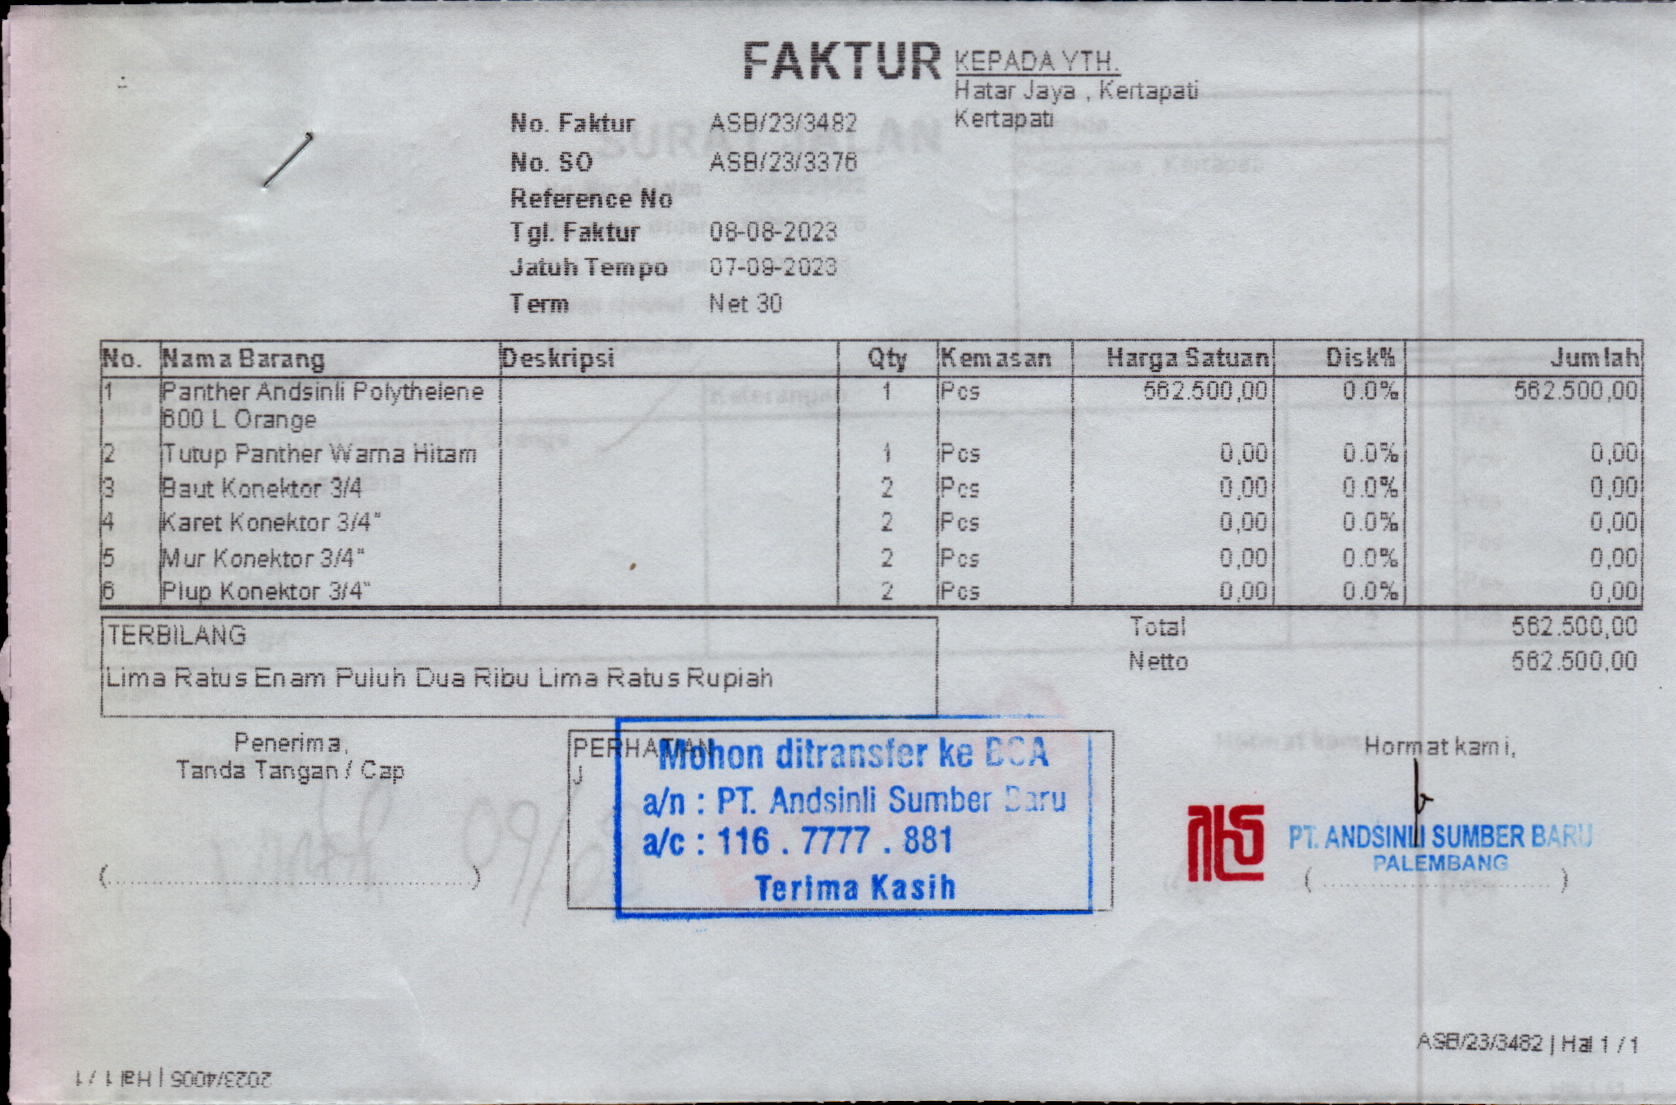 FAKTUR
KEPADA YTH.
Hatar Jaya , Kertapati
Kertapati
No. Faktur ASB/23/3482
No. SO ASB/23/3376
Reference No
Tgl. Faktur 08-08-2023
Jatuh Tempo 07-09-2023
Term Net 30
No. Nama Barang Deskripsi Qty Kemasan Harga Satuan Disk% Jumlah
1 Panther Andsinli Polythelene 1 Pcs 562.500,00 0.0% 562.500,00
600 L Orange
2 Tutup Panther Warna Hitam 1 Pcs 0,00 0.0% 0,00
3 Baut Konektor 3/4 2 Pcs 0,00 0.0% 0,00
4 Karet Konektor 3/4" 2 Pcs 0,00 0.0% 0,00
5 Mur Konektor 3/4" 2 Pcs 0,00 0.0% 0,00
6 Plup Konektor 3/4" 2 Pcs 0,00 0.0% 0,00
TERBILANG
Lima Ratus Enam Puluh Dua Ribu Lima Ratus Rupiah
Total 562.500,00
Netto 562.500,00
Penerima,
Tanda Tangan / Cap
(..........................................)
PERHATIAN
Mohon ditransfer ke BCA
a/n : PT. Andsinli Sumber Baru
a/c : 116 . 7777 . 881
Terima Kasih
Hormat kami,
PT. ANDSINLI SUMBER BARU
PALEMBANG
(..........................)
ASB/23/3482 | Hal 1 / 1
2023/4006 | Hal 1 / 1